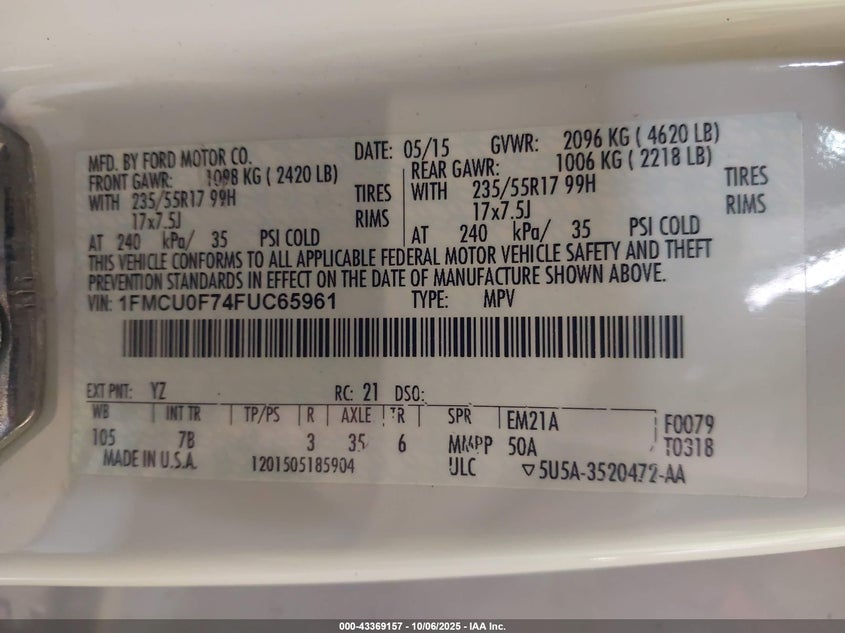 MFD. BY FORD MOTOR CO. DATE: 05/15 GVWR: 2096 KG ( 4620 LB)
FRONT GAWR: 1098 KG ( 2420 LB) REAR GAWR: 1006 KG ( 2218 LB)
WITH 235/55R17 99H TIRES WITH 235/55R17 99H TIRES
17x7.5J RIMS 17x7.5J RIMS
AT 240 kPa/ 35 PSI COLD AT 240 kPa/ 35 PSI COLD
THIS VEHICLE CONFORMS TO ALL APPLICABLE FEDERAL MOTOR VEHICLE SAFETY AND THEFT
PREVENTION STANDARDS IN EFFECT ON THE DATE OF MANUFACTURE SHOWN ABOVE.
VIN: 1FMCU0F74FUC65961 TYPE: MPV
EXT PNT: YZ RC: 21 DSO:
WB INT TR TP/PS R AXLE TR SPR EM21A F0079
105 7B 3 35 6 MMPP 50A T0318
MADE IN U.S.A. 1201505185904 ULC ▽5U5A-3520472-AA
000-43369157 - 10/06/2025 - IAA Inc.